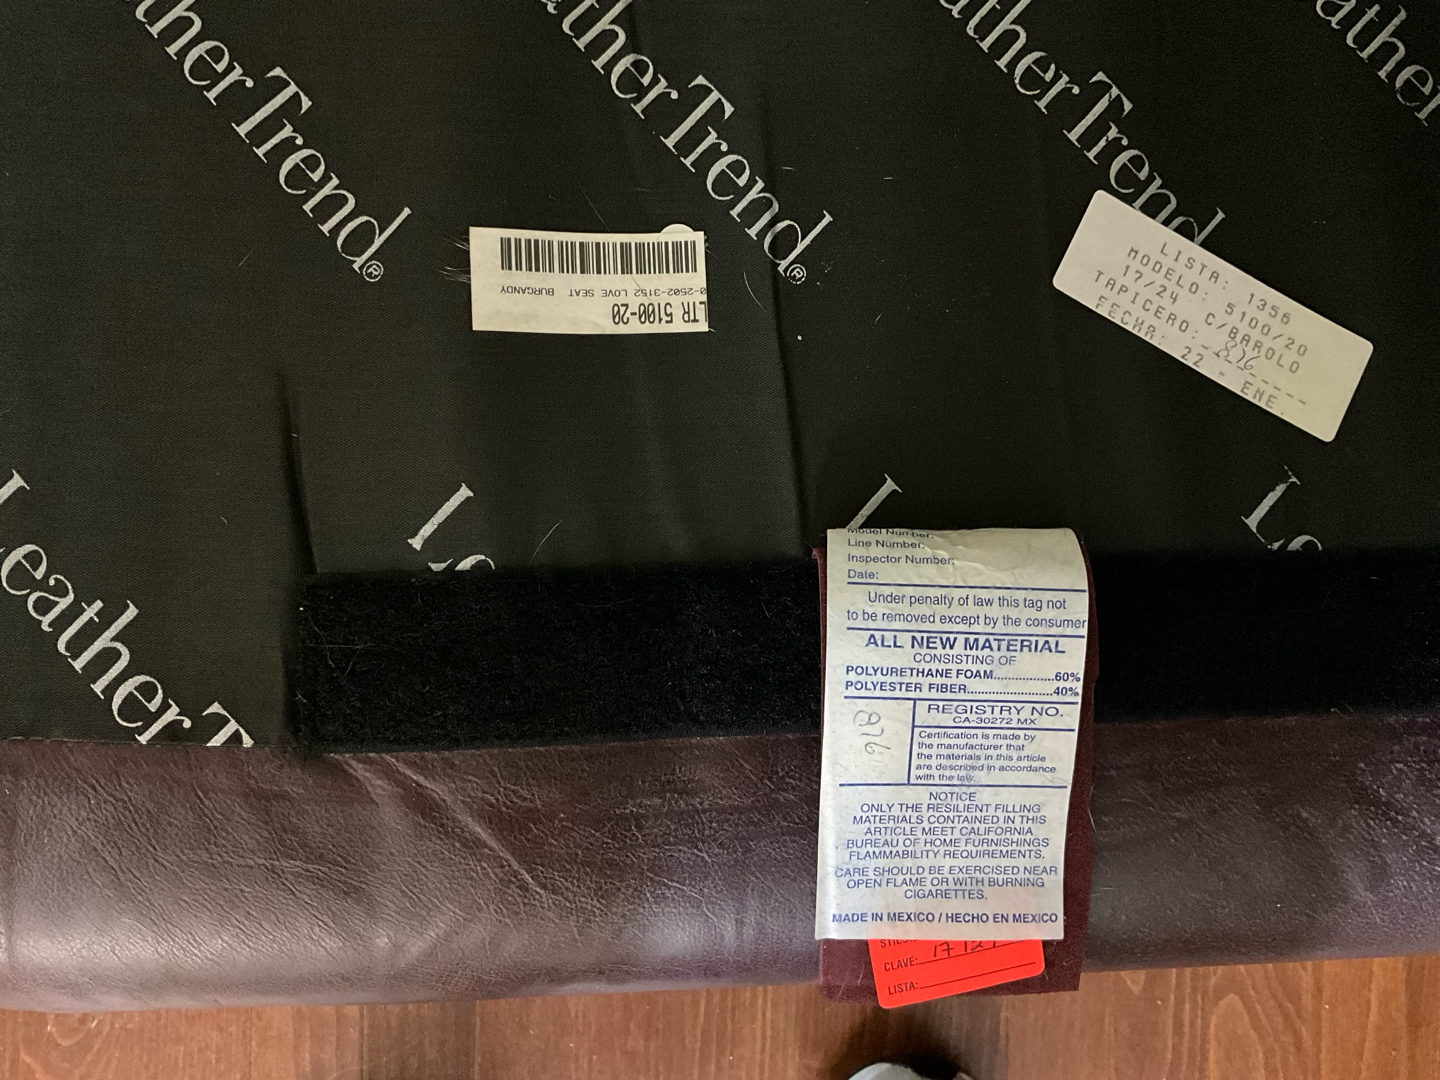 LeatherTrend®
LeatherTrend®
LeatherTrend
LeatherTrend
LTR 5100-20
0-2502-3152 LOVE SEAT BURGANDY
LISTA: 1356
MODELO: 5100/20
17/24 C/BAROLO
TAPICERO: 876
FECHA: 22 - ENE.
Model Number:
Line Number:
Inspector Number:
Date:
Under penalty of law this tag not
to be removed except by the consumer
ALL NEW MATERIAL
CONSISTING OF
POLYURETHANE FOAM..................60%
POLYESTER FIBER........................40%
876
REGISTRY NO.
CA-30272 MX
Certification is made by
the manufacturer that
the materials in this article
are described in accordance
with the law.
NOTICE
ONLY THE RESILIENT FILLING
MATERIALS CONTAINED IN THIS
ARTICLE MEET CALIFORNIA
BUREAU OF HOME FURNISHINGS
FLAMMABILITY REQUIREMENTS.
CARE SHOULD BE EXERCISED NEAR
OPEN FLAME OR WITH BURNING
CIGARETTES.
MADE IN MEXICO / HECHO EN MEXICO
CLAVE:
LISTA: